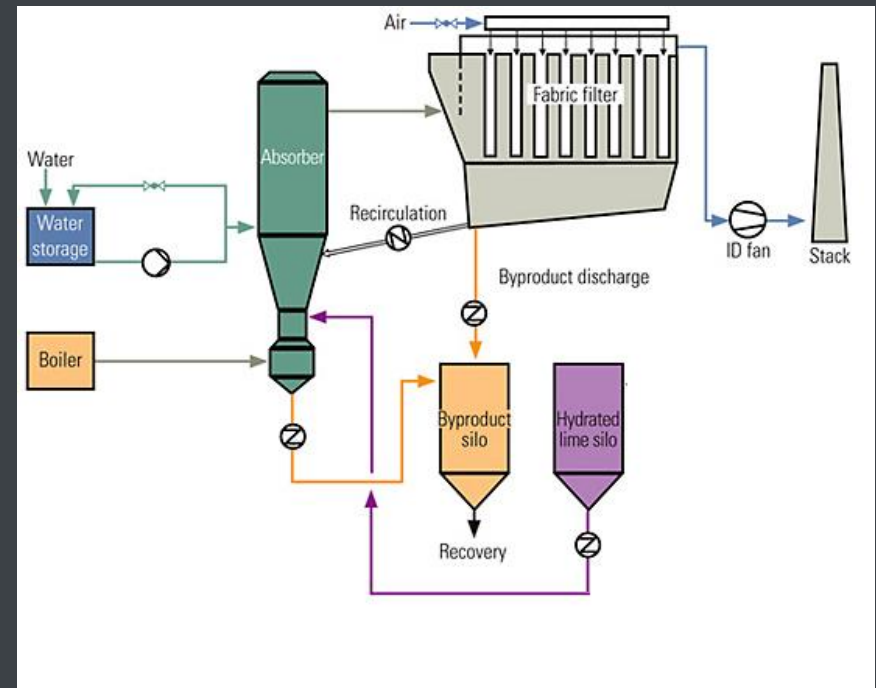 Air
Fabric filter
Absorber
Water
Water
storage
Recirculation
ID fan
Stack
Byproduct discharge
Boiler
Byproduct
silo
Hydrated
lime silo
Recovery